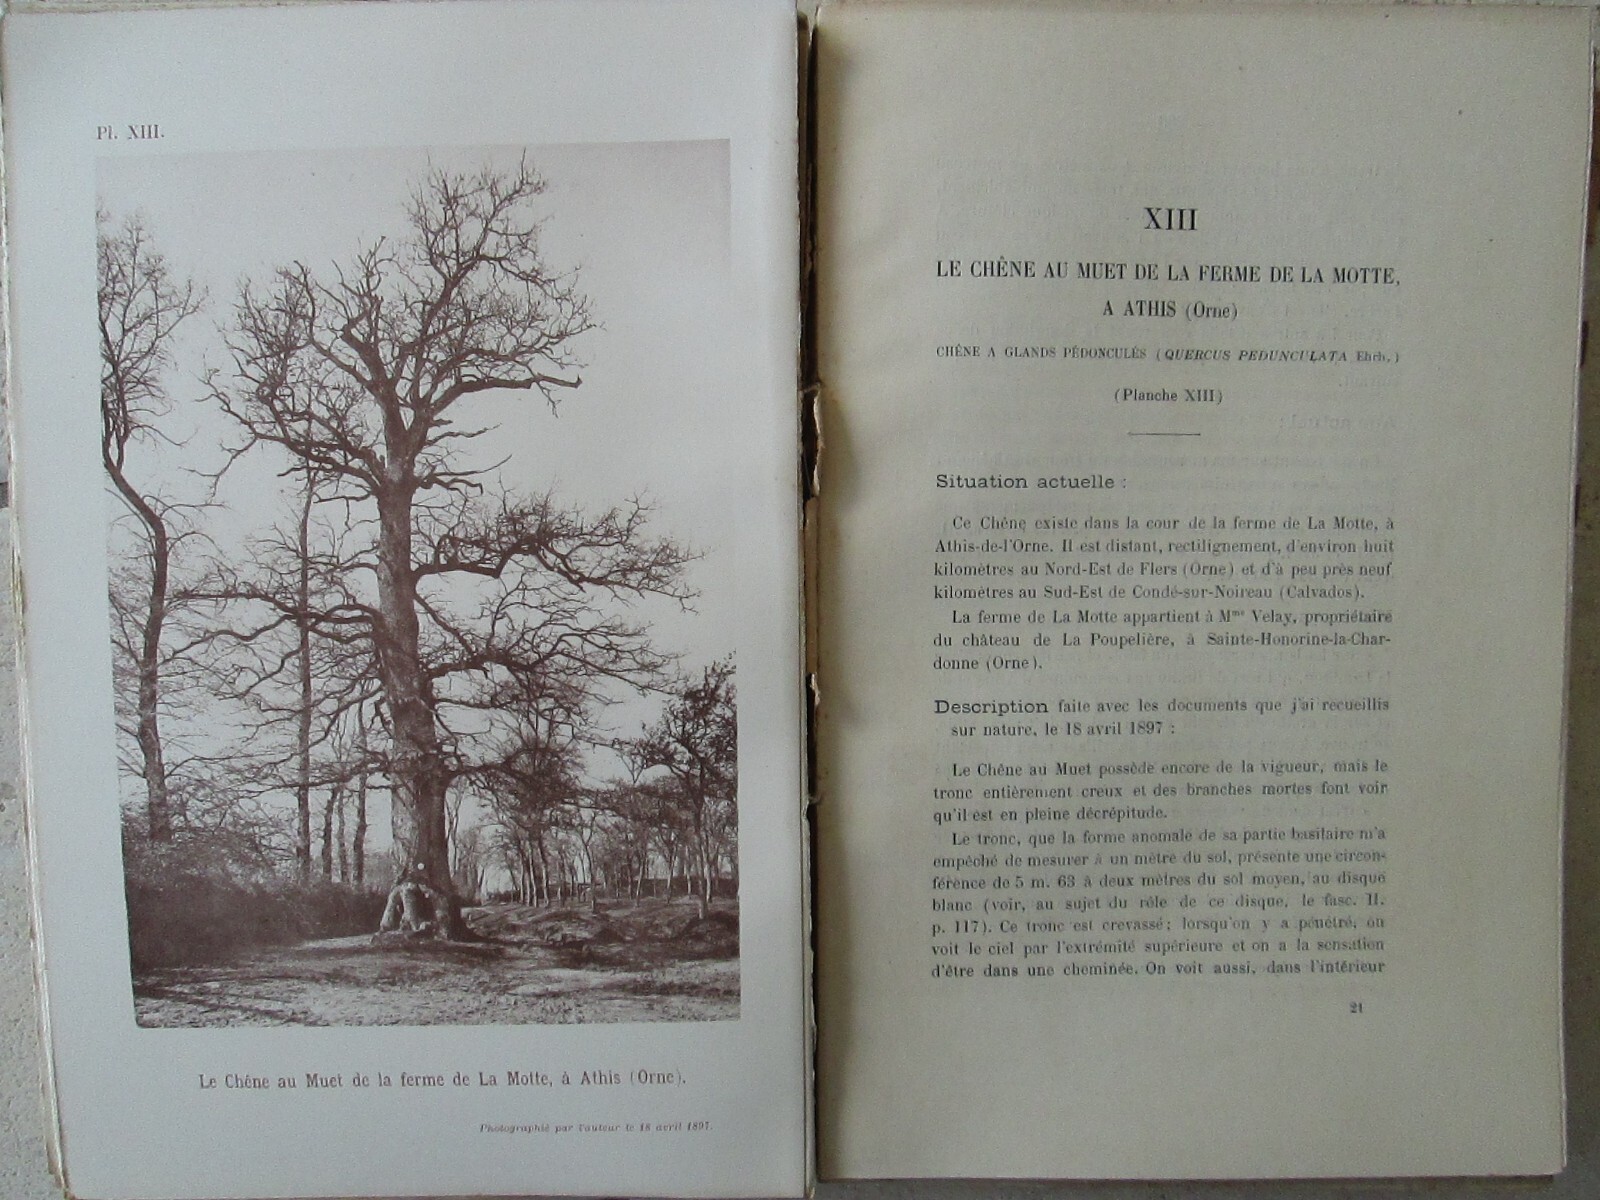 Pl. XIII.
Le Chêne au Muet de la ferme de La Motte, à Athis (Orne).
Photographié par l'auteur le 18 avril 1897.
XIII
LE CHÊNE AU MUET DE LA FERME DE LA MOTTE,
A ATHIS (Orne)
CHÊNE A GLANDS PÉDONCULÉS (QUERCUS PEDUNCULATA Ehrh.)
(Planche XIII)
Situation actuelle :
Ce Chêne existe dans la cour de la ferme de La Motte, à
Athis-de-l'Orne. Il est distant, rectilignement, d'environ huit
kilomètres au Nord-Est de Flers (Orne) et d'à peu près neuf
kilomètres au Sud-Est de Condé-sur-Noireau (Calvados).
La ferme de La Motte appartient à Mme Velay, propriétaire
du château de La Poupelière, à Sainte-Honorine-la-Char-
donne (Orne).
Description faite avec les documents que j'ai recueillis
sur nature, le 18 avril 1897 :
Le Chêne au Muet possède encore de la vigueur, mais le
tronc entièrement creux et des branches mortes font voir
qu'il est en pleine décrépitude.
Le tronc, que la forme anomale de sa partie basilaire m'a
empêché de mesurer à un mètre du sol, présente une circon-
férence de 5 m. 63 à deux mètres du sol moyen, au disque
blanc (voir, au sujet du rôle de ce disque, le fasc. II,
p. 117). Ce tronc est crevassé; lorsqu'on y a pénétré, on
voit le ciel par l'extrémité supérieure et on a la sensation
d'être dans une cheminée. On voit aussi, dans l'intérieur
21